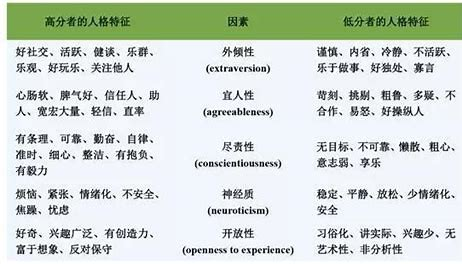 高分者的人格特征 因素 低分者的人格特征
好社交、活跃、健谈、乐群、 外倾性 谨慎、内省、冷静、不活跃、
乐观、好玩乐、关注他人 (extraversion) 乐于做事、好独处、寡言
心肠软、脾气好、信任人、助 宜人性 苛刻、挑剔、粗鲁、多疑、不
人、宽宏大量、轻信、直率 (agreeableness) 合作、易怒、好操纵人
有条理、可靠、勤奋、自律、 尽责性 无目标、不可靠、懒散、粗心、
准时、细心、整洁、有抱负、 (conscientiousness) 意志弱、享乐
有毅力
烦恼、紧张、情绪化、不安全、 神经质 稳定、平静、放松、少情绪化、
焦躁、忧虑 (neuroticism) 安全
好奇、兴趣广泛、有创造力、 开放性 习俗化、讲实际、兴趣少、无
富于想象、反对保守 (openness to experience) 艺术性、非分析性